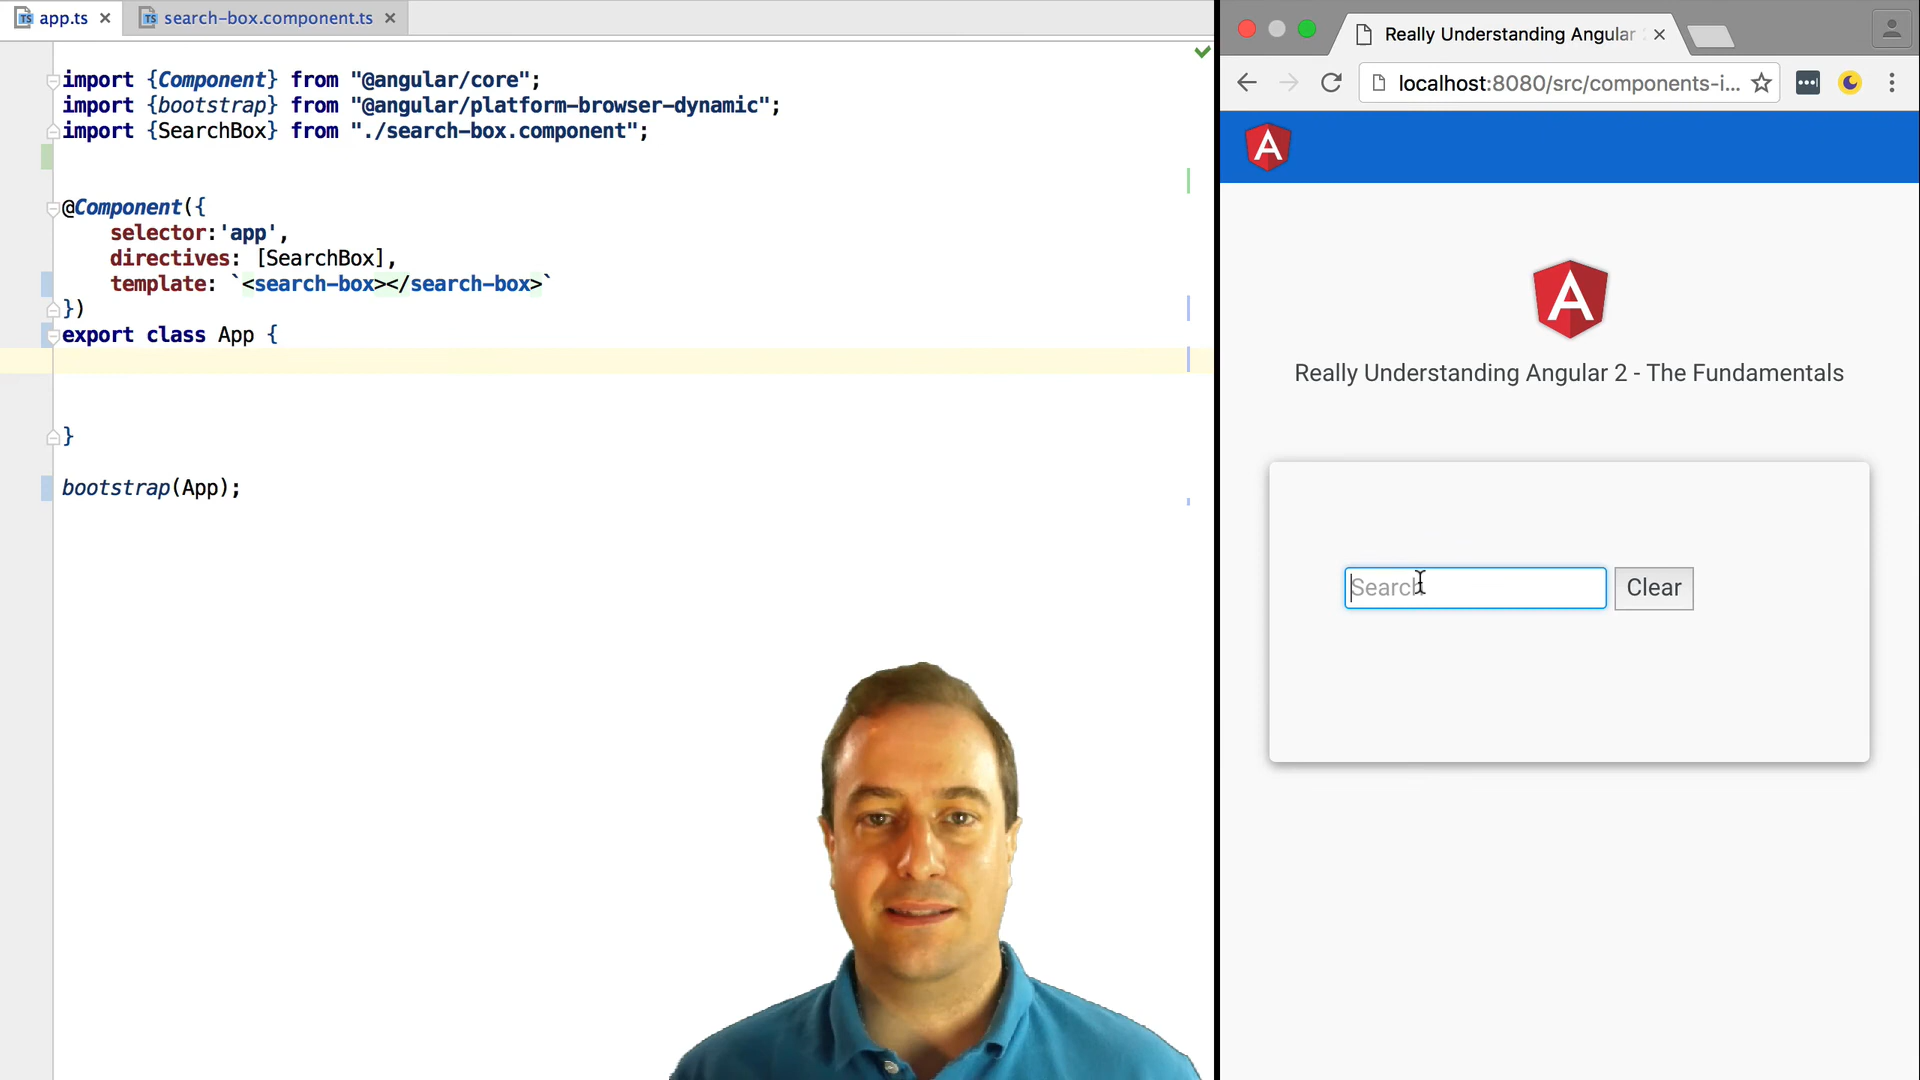 app.ts
search-box.component.ts
import {Component} from "@angular/core";
import {bootstrap} from "@angular/platform-browser-dynamic";
import {SearchBox} from "./search-box.component";
@Component({
selector:'app',
directives: [SearchBox],
template: `<search-box></search-box>`
})
export class App {
}
bootstrap(App);
Really Understanding Angular
localhost:8080/src/components-i...
A
A
Really Understanding Angular 2 - The Fundamentals
Search
Clear